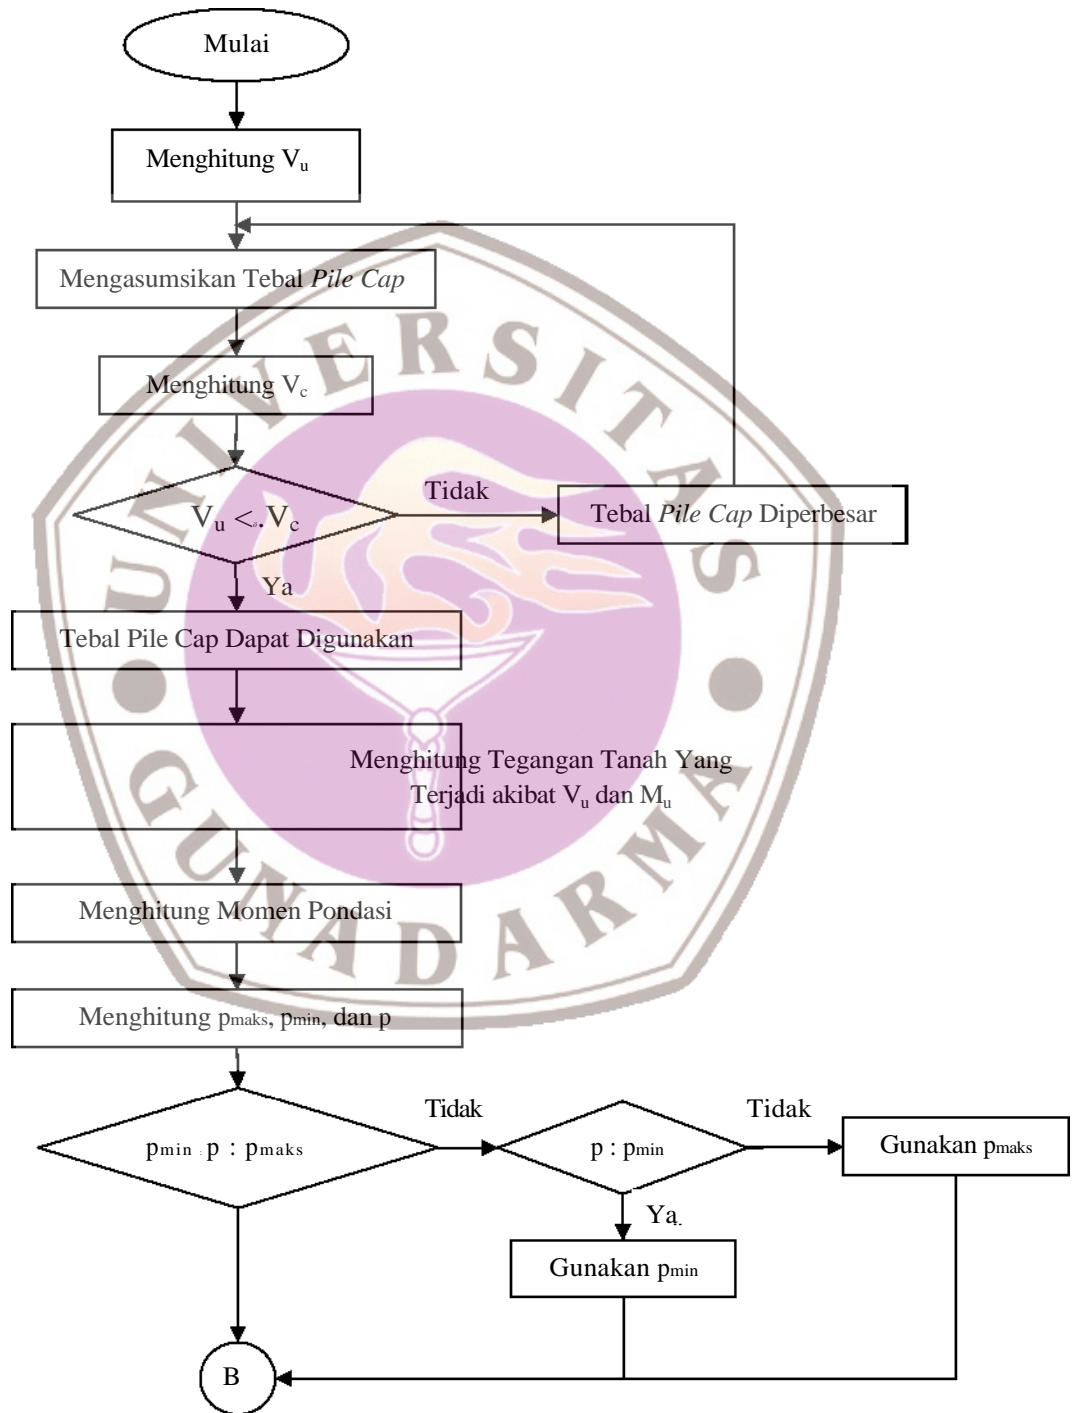 Mulai
Menghitung Vu
Mengasumsikan Tebal Pile Cap
Menghitung Vc
Vu < .Vc
Tidak
Tebal Pile Cap Diperbesar
Ya
Tebal Pile Cap Dapat Digunakan
Menghitung Tegangan Tanah Yang
Terjadi akibat Vu dan Mu
Menghitung Momen Pondasi
Menghitung pmaks, pmin, dan p
pmin : p : pmaks
Tidak
p : pmin
Tidak
Gunakan pmaks
Ya.
Gunakan pmin
B
UNIVERSITAS
GUNADARMA